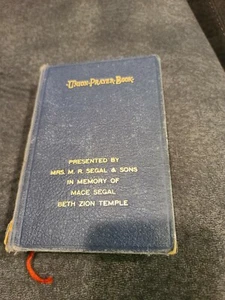 ·UNION·PRAYER·BOOK·
PRESENTED BY
MRS. M. R. SEGAL & SONS
IN MEMORY OF
MACE SEGAL
BETH ZION TEMPLE